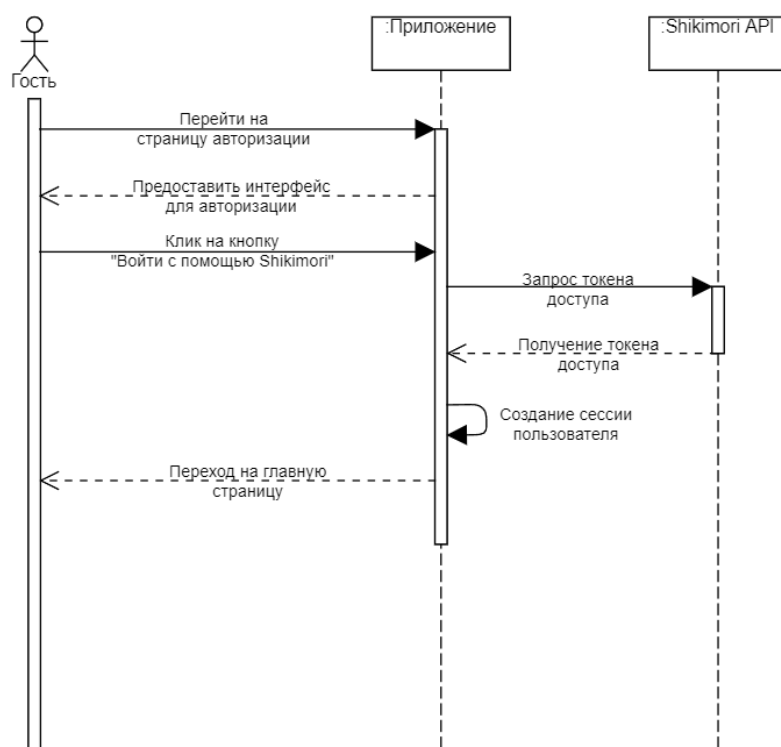 :Приложение
:Shikimori API
Гость
Перейти на
страницу авторизации
Предоставить интерфейс
для авторизации
Клик на кнопку
"Войти с помощью Shikimori"
Запрос токена
доступа
Получение токена
доступа
Создание сессии
пользователя
Переход на главную
страницу